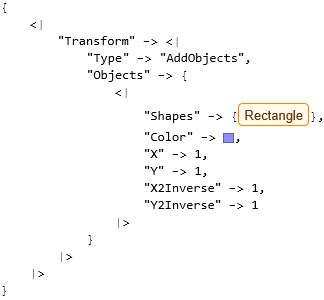 {
<|
"Transform" -> <|
"Type" -> "AddObjects",
"Objects" -> {
<|
"Shapes" -> {Rectangle},
"Color" -> ,
"X" -> 1,
"Y" -> 1,
"X2Inverse" -> 1,
"Y2Inverse" -> 1
|>
}
|>
|>
}